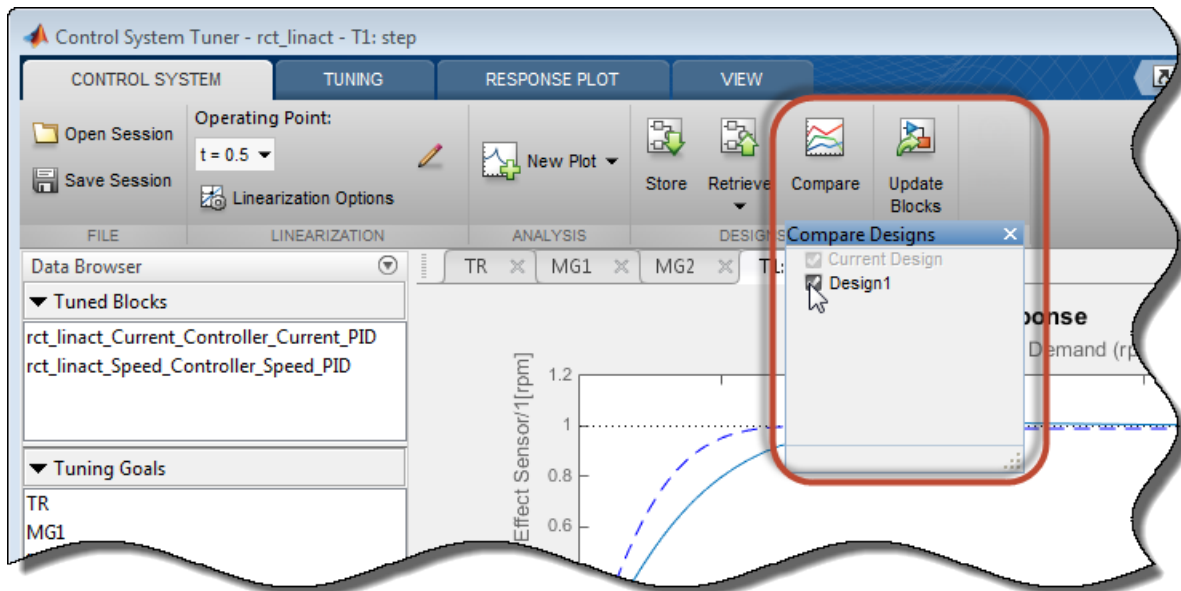 Control System Tuner - rct_linact - T1: step
CONTROL SYSTEM TUNING RESPONSE PLOT VIEW
Open Session
Save Session
Operating Point:
t = 0.5
Linearization Options
New Plot
Store
Retrieve
Compare
Update
Blocks
FILE LINEARIZATION ANALYSIS DESIGNS
Compare Designs
Current Design
Design1
Data Browser
TR MG1 MG2 T1:
Tuned Blocks
rct_linact_Current_Controller_Current_PID
rct_linact_Speed_Controller_Speed_PID
Tuning Goals
TR
MG1
Demand
Effect Sensor/1[rpm]
1.2
1
0.8
0.6